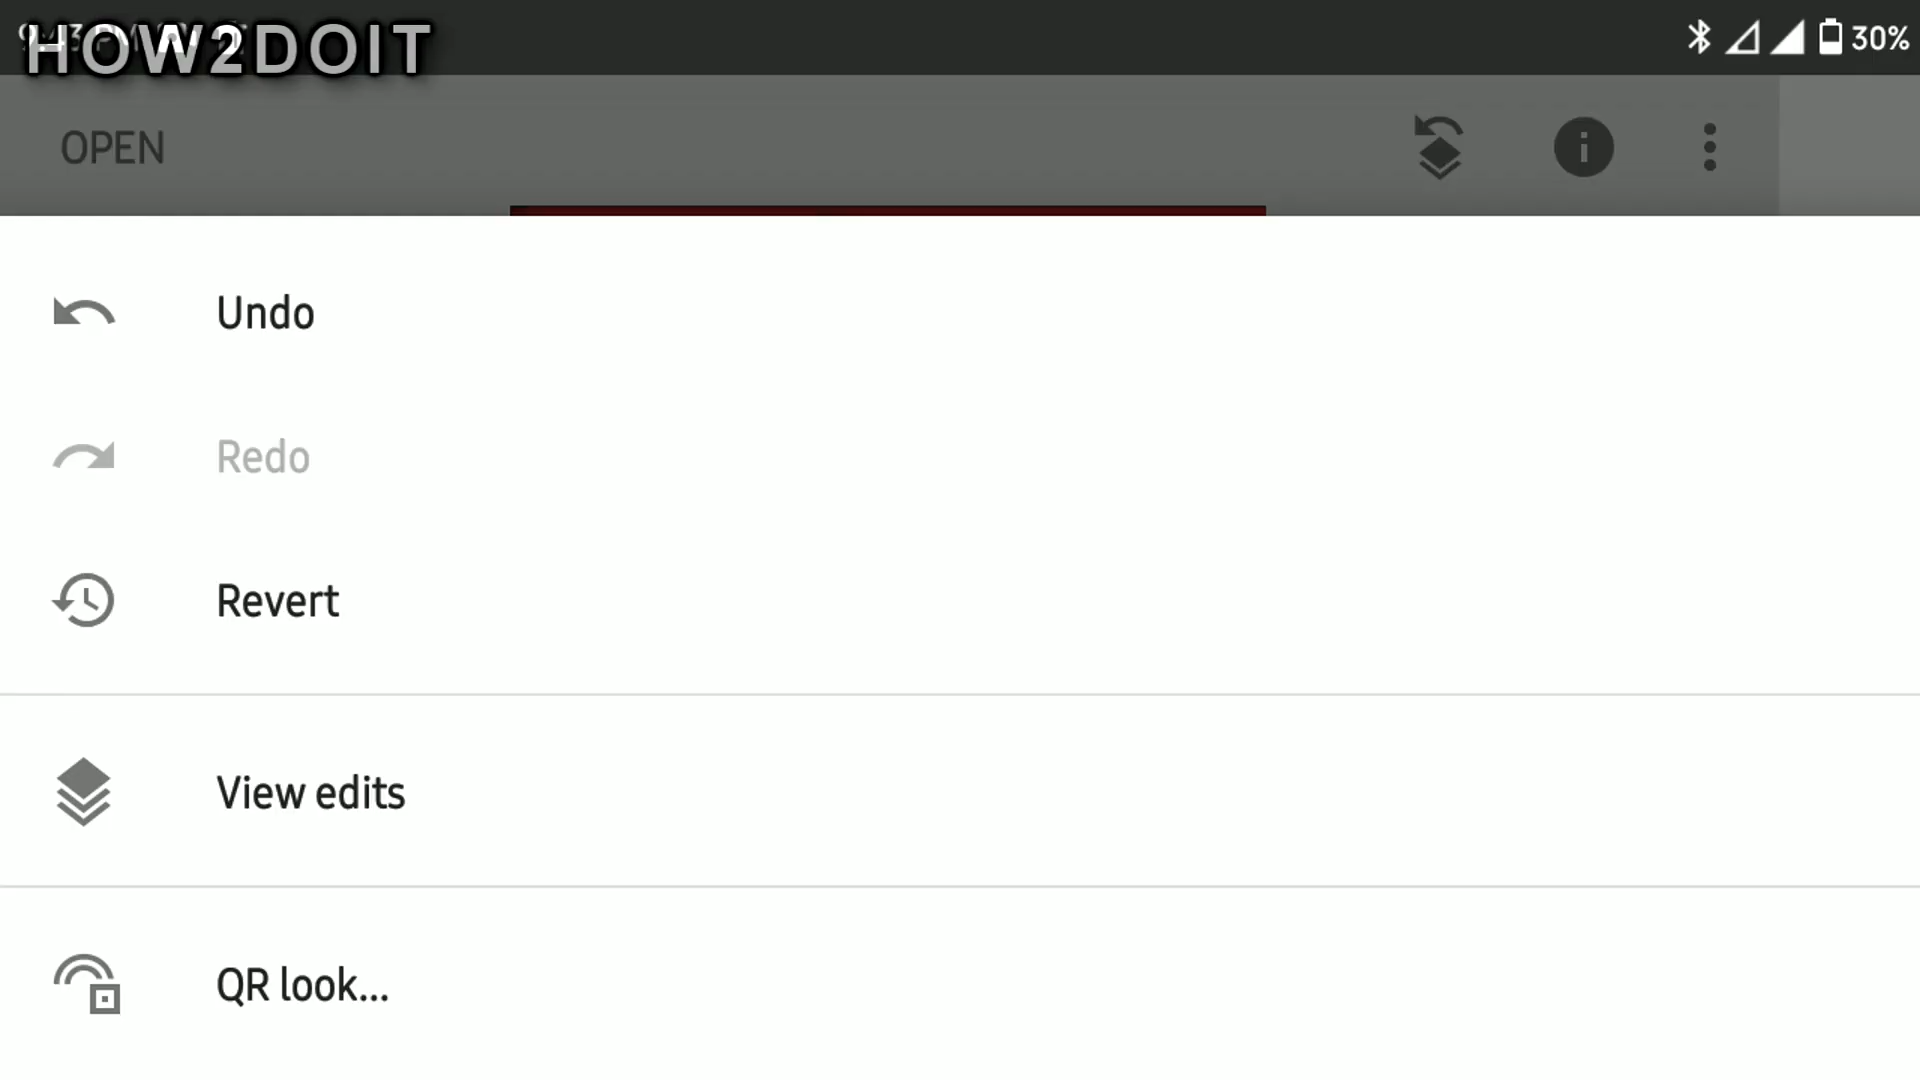 HOW2DOIT
30%
OPEN
Undo
Redo
Revert
View edits
QR look...